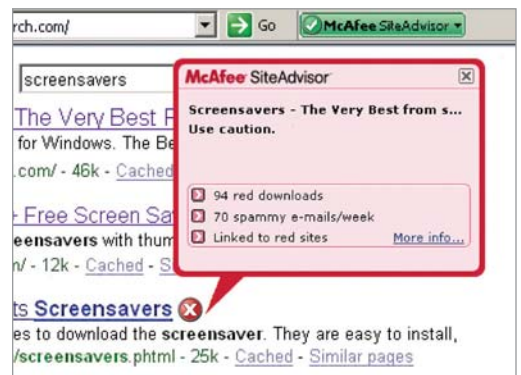 rch.com/ Go McAfee SiteAdvisor
screensavers
McAfee SiteAdvisor
Screensavers - The Very Best from s...
Use caution.
94 red downloads
70 spammy e-mails/week
Linked to red sites More info...
The Very Best F
for Windows. The Be
.com/ - 46k - Cached
Free Screen Sa
eensavers with thum
n/ - 12k - Cached - S
ts Screensavers
es to download the screensaver. They are easy to install,
/screensavers.phtml - 25k - Cached - Similar pages